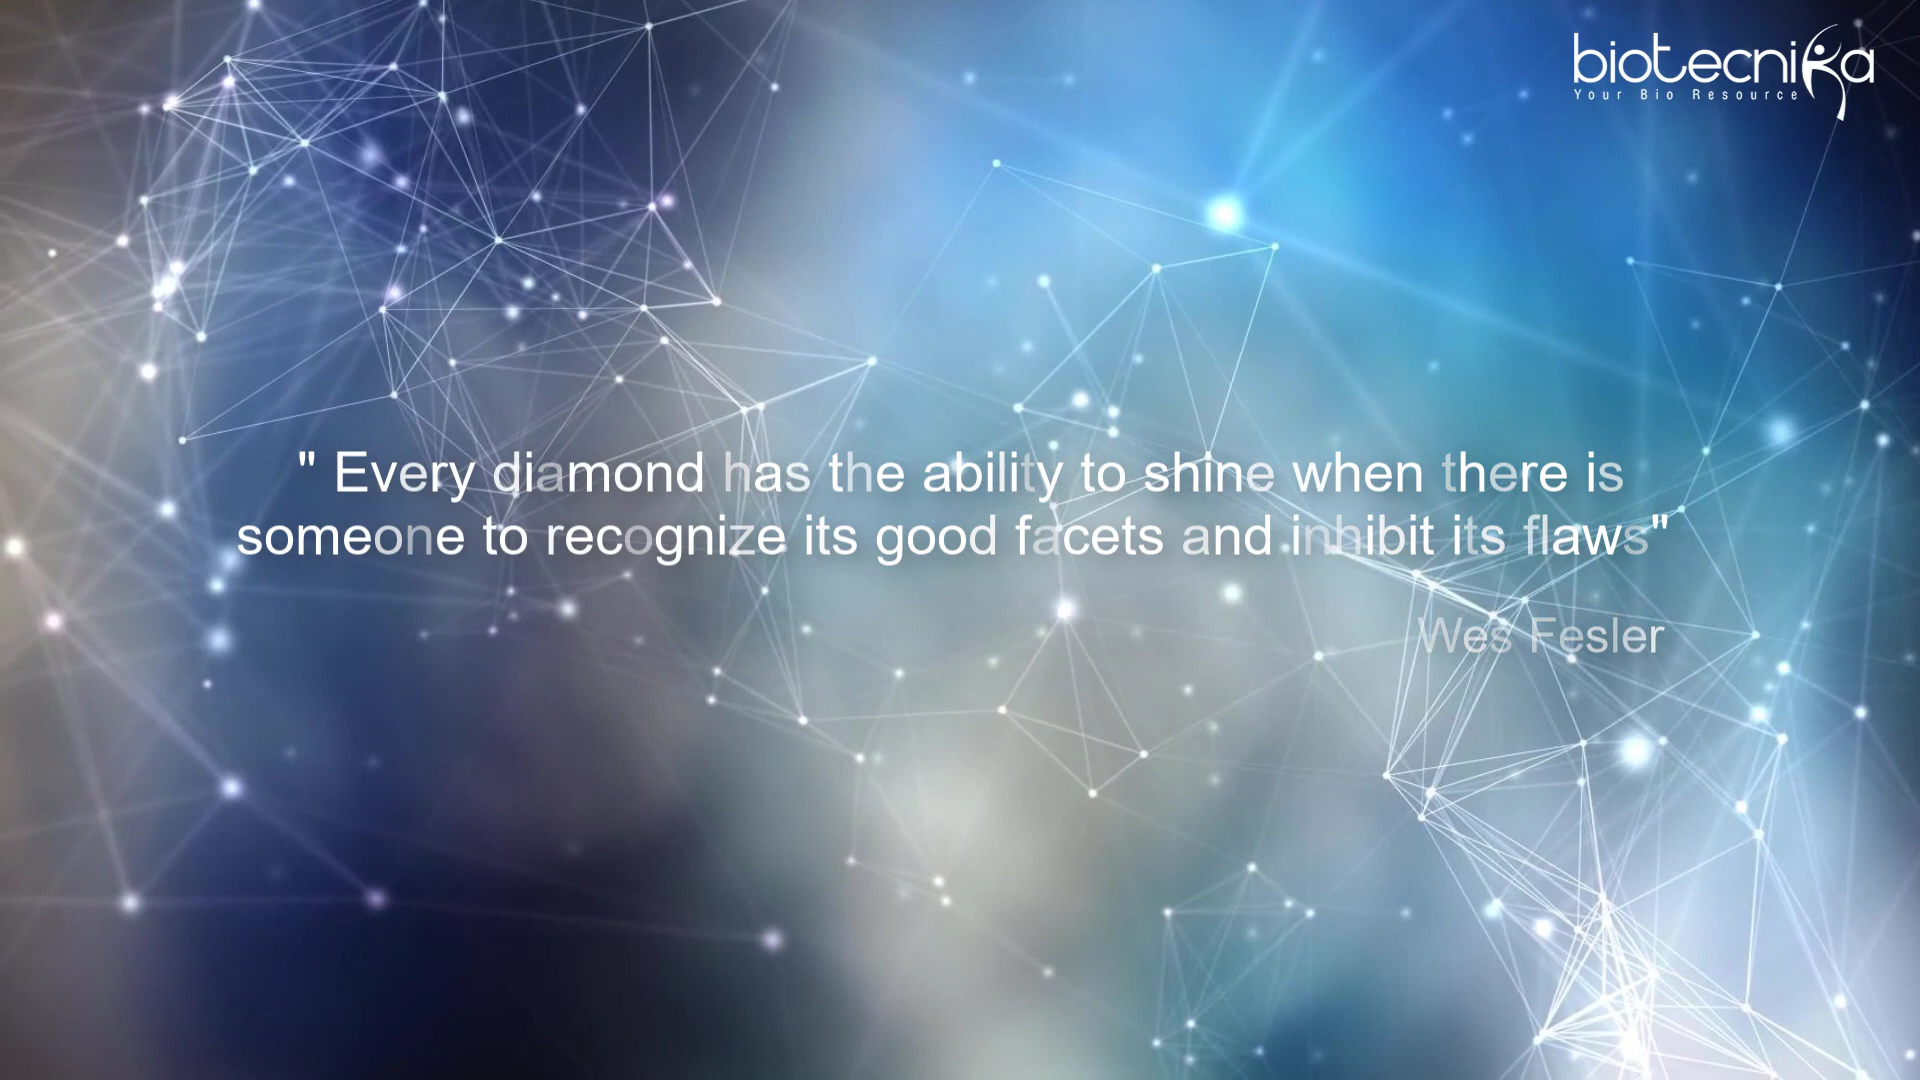 biotecnika
Your Bio Resource
" Every diamond has the ability to shine when there is
someone to recognize its good facets and inhibit its flaws"
Wes Fesler